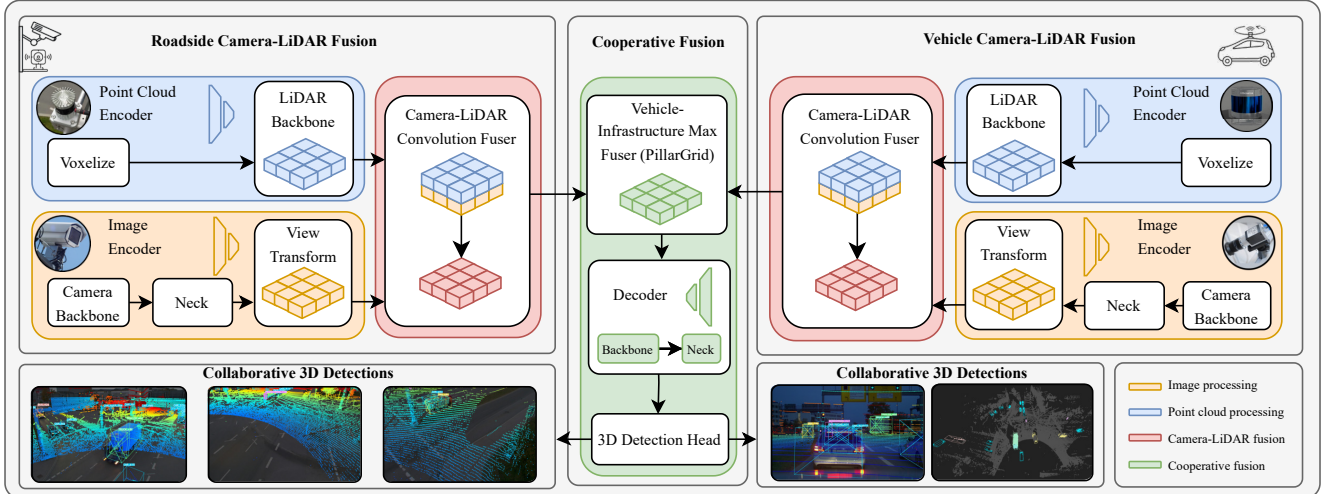 Roadside Camera-LiDAR Fusion
Point Cloud
Encoder
Voxelize
LiDAR
Backbone
Image
Encoder
Camera
Backbone
Neck
View
Transform
Camera-LiDAR
Convolution Fuser
Cooperative Fusion
Vehicle-
Infrastructure Max
Fuser (PillarGrid)
Decoder
Backbone
Neck
3D Detection Head
Vehicle Camera-LiDAR Fusion
Camera-LiDAR
Convolution Fuser
LiDAR
Backbone
Point Cloud
Encoder
Voxelize
View
Transform
Image
Encoder
Neck
Camera
Backbone
Collaborative 3D Detections
Collaborative 3D Detections
Image processing
Point cloud processing
Camera-LiDAR fusion
Cooperative fusion